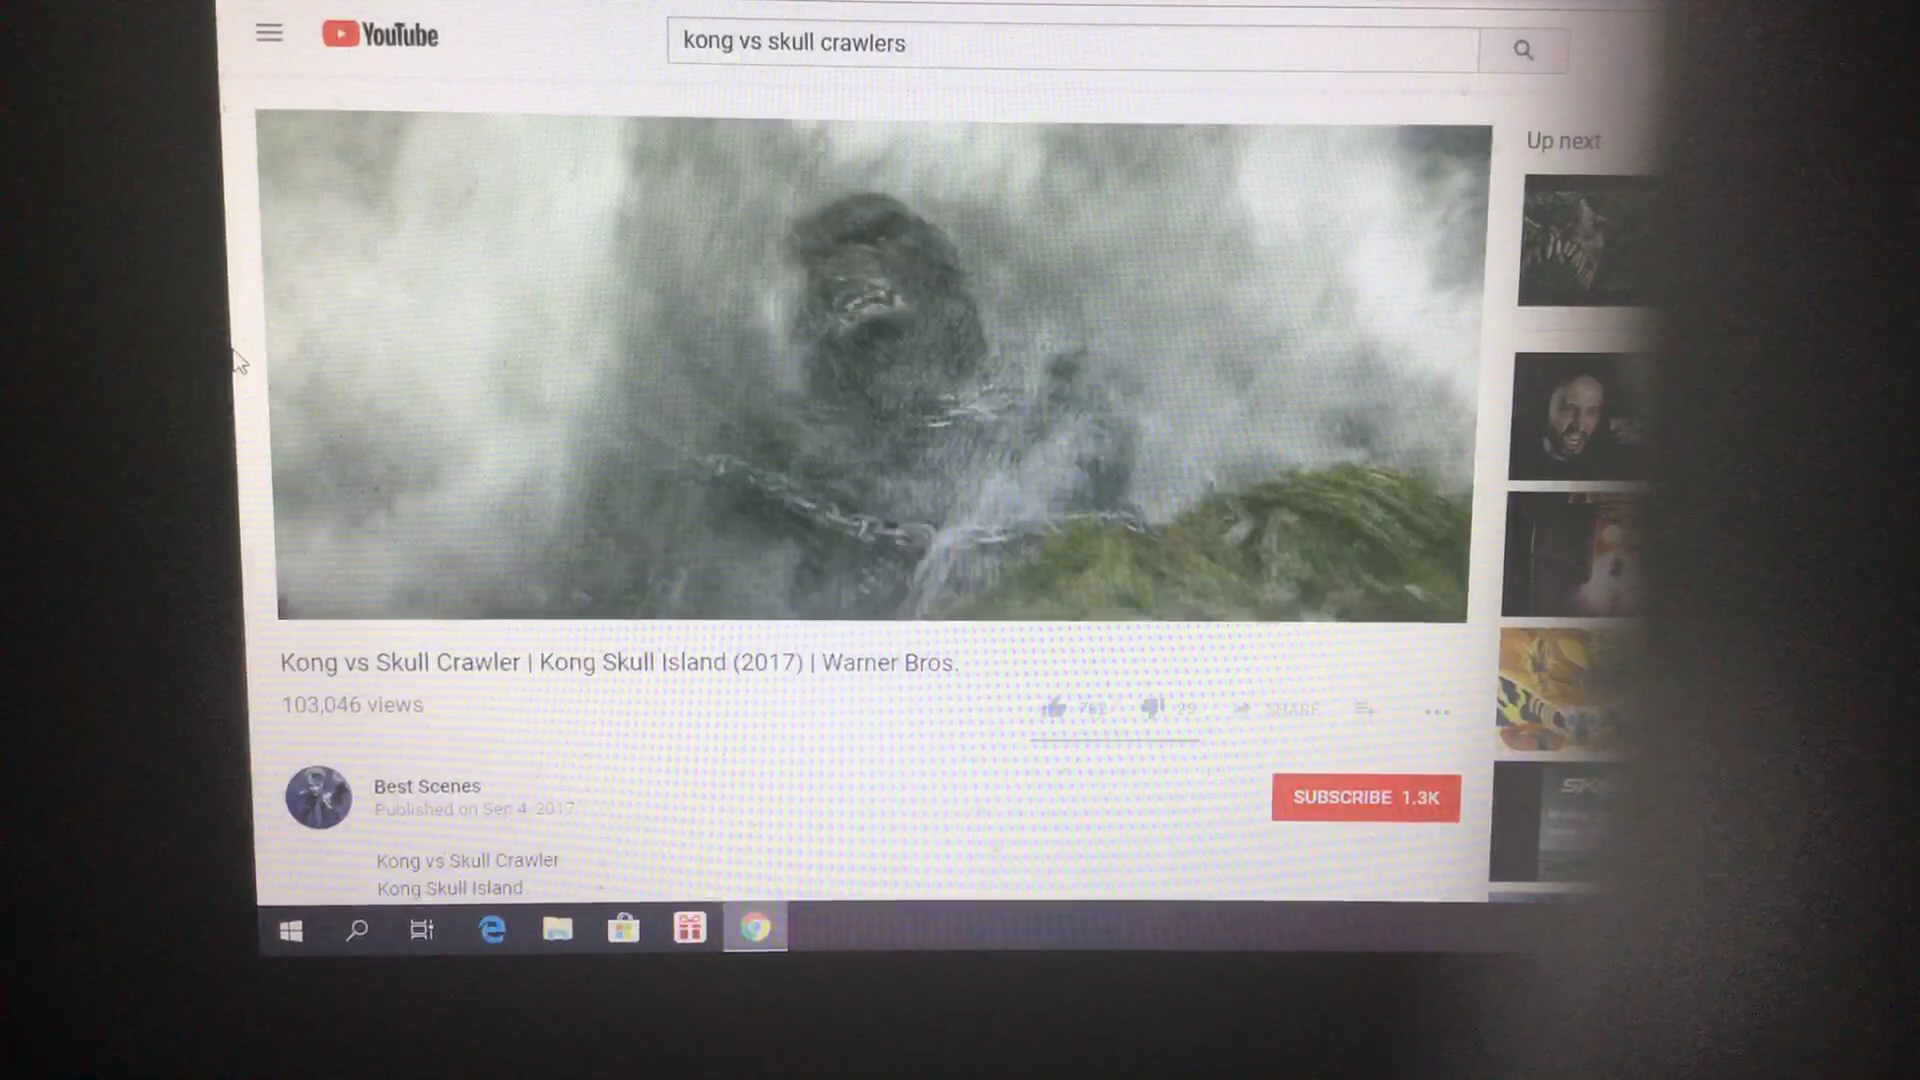 YouTube
kong vs skull crawlers
Up next
Kong vs Skull Crawler | Kong Skull Island (2017) | Warner Bros.
103,046 views
782
29
SHARE
Best Scenes
Published on Sep 4, 2017
SUBSCRIBE 1.3K
Kong vs Skull Crawler
Kong Skull Island